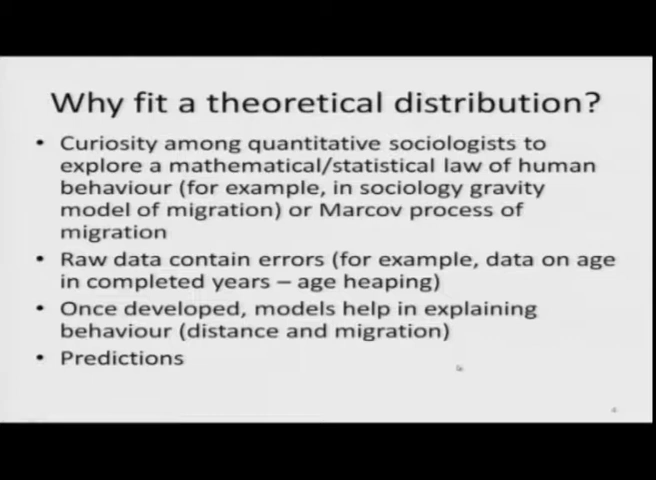 Why fit a theoretical distribution?
• Curiosity among quantitative sociologists to
explore a mathematical/statistical law of human
behaviour (for example, in sociology gravity
model of migration) or Marcov process of
migration
• Raw data contain errors (for example, data on age
in completed years – age heaping)
• Once developed, models help in explaining
behaviour (distance and migration)
• Predictions
4